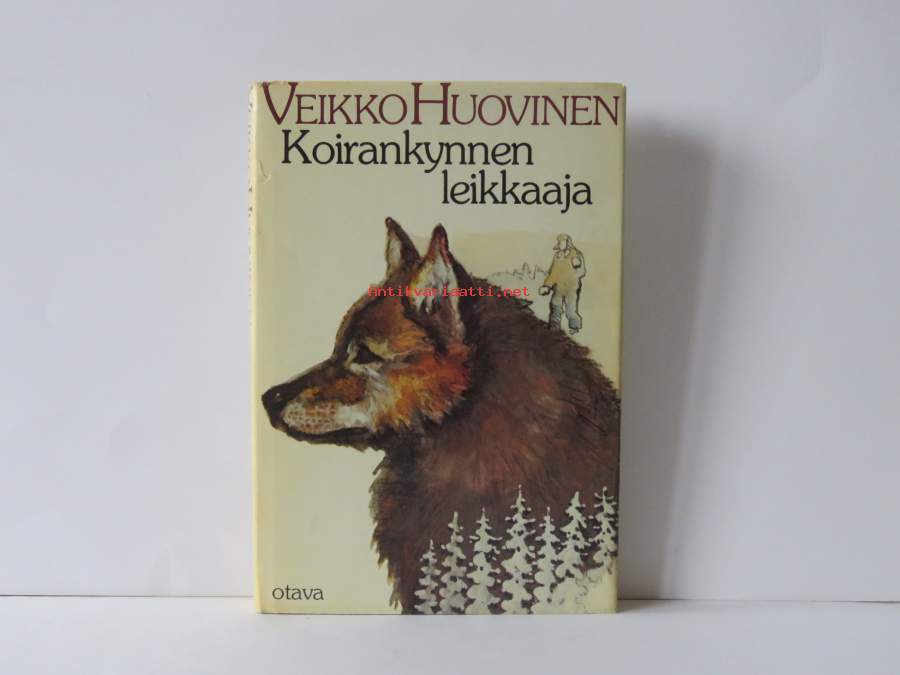 VEIKKO HUOVINEN
Koirankynnen
leikkaaja
Antikvariaatti.net
otava